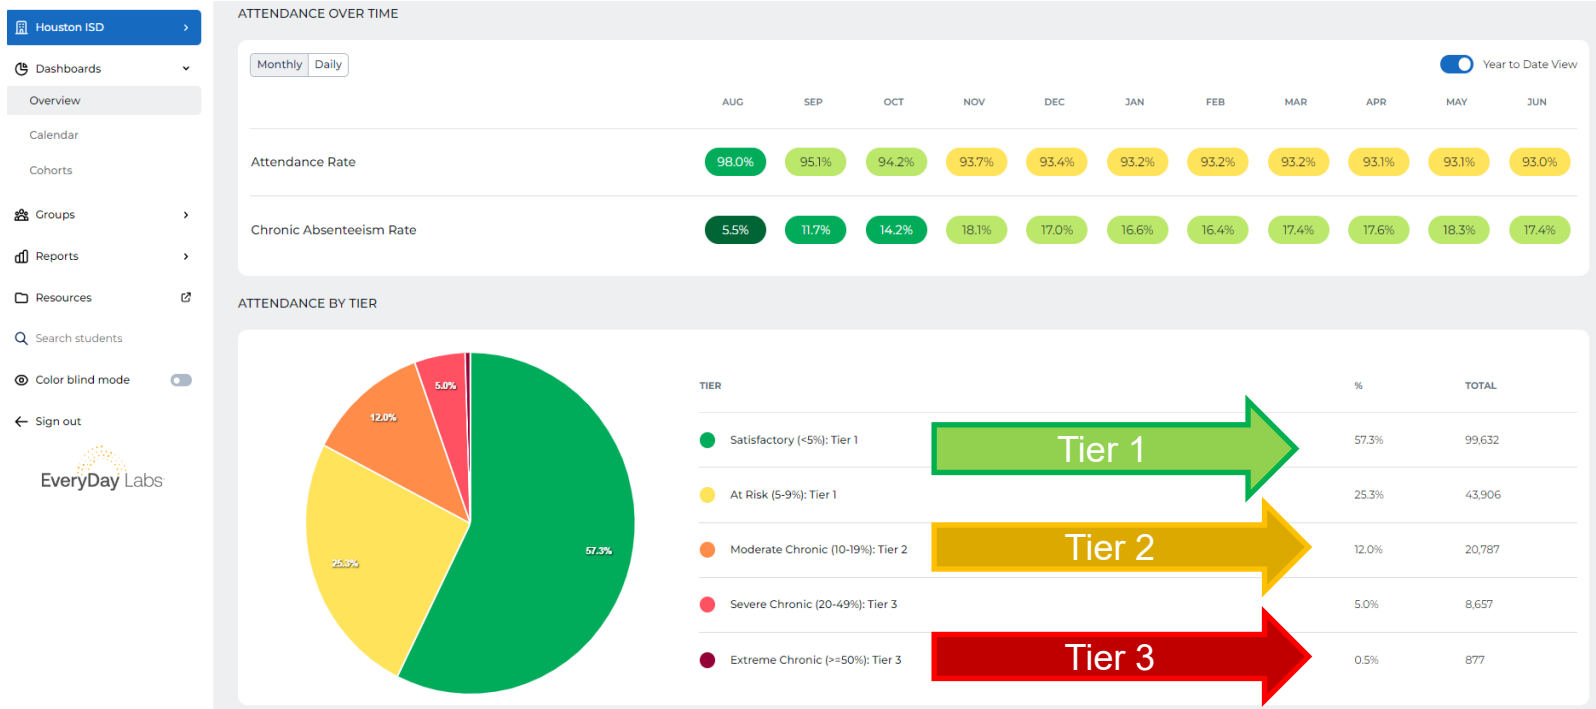 Houston ISD
Dashboards
Overview
Calendar
Cohorts
Groups
Reports
Resources
Search students
Color blind mode
Sign out
EveryDay Labs
ATTENDANCE OVER TIME
Monthly Daily
Year to Date View
AUG SEP OCT NOV DEC JAN FEB MAR APR MAY JUN
Attendance Rate 98.0% 95.1% 94.2% 93.7% 93.4% 93.2% 93.2% 93.2% 93.1% 93.1% 93.0%
Chronic Absenteeism Rate 5.5% 11.7% 14.2% 18.1% 17.0% 16.6% 16.4% 17.4% 17.6% 18.3% 17.4%
ATTENDANCE BY TIER
5.0%
12.0%
57.3%
25.3%
TIER % TOTAL
Satisfactory (<5%): Tier 1 Tier 1 57.3% 99,632
At Risk (5-9%): Tier 1 25.3% 43,906
Moderate Chronic (10-19%): Tier 2 Tier 2 12.0% 20,787
Severe Chronic (20-49%): Tier 3 5.0% 8,657
Extreme Chronic (>=50%): Tier 3 Tier 3 0.5% 877